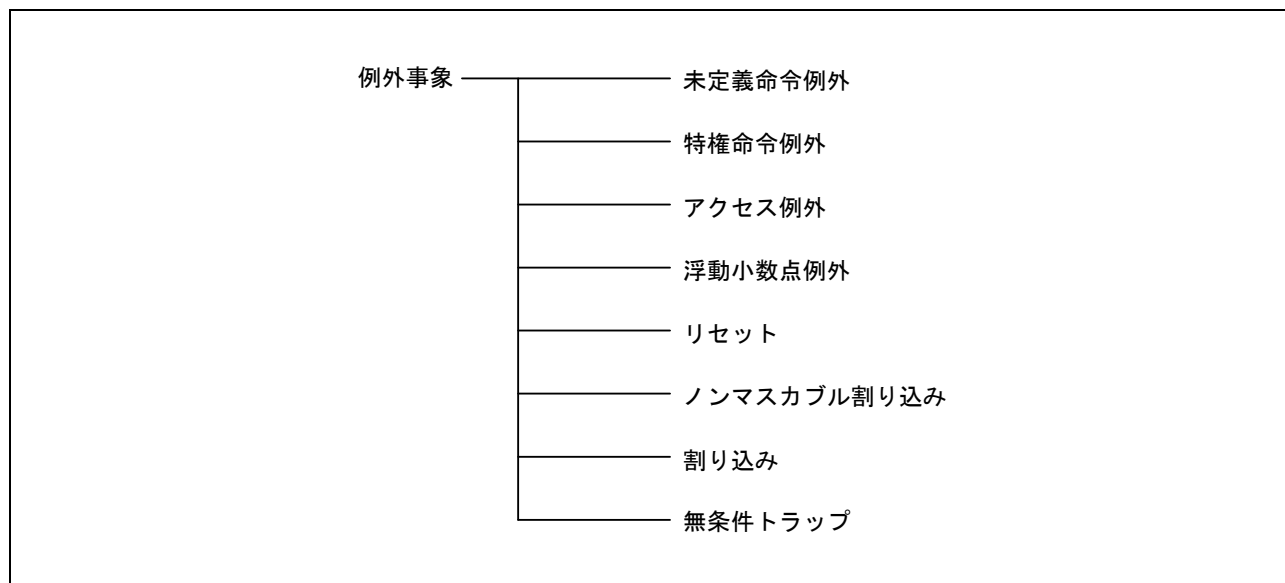 例外事象
未定義命令例外
特権命令例外
アクセス例外
浮動小数点例外
リセット
ノンマスカブル割り込み
割り込み
無条件トラップ